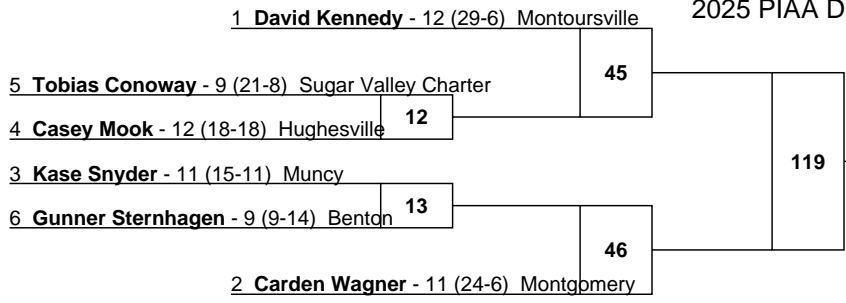 2025 PIAA D
1 David Kennedy - 12 (29-6) Montoursville
45
5 Tobias Conoway - 9 (21-8) Sugar Valley Charter
12
4 Casey Mook - 12 (18-18) Hughesville
119
3 Kase Snyder - 11 (15-11) Muncy
13
6 Gunner Sternhagen - 9 (9-14) Benton
46
2 Carden Wagner - 11 (24-6) Montgomery